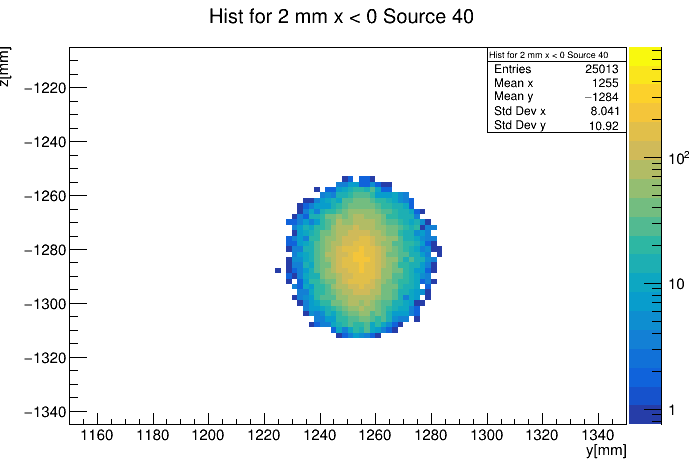 Hist for 2 mm x < 0 Source 40
z[mm]
Hist for 2 mm x < 0 Source 40
Entries 25013
Mean x 1255
Mean y −1284
Std Dev x 8.041
Std Dev y 10.92
−1220
−1240
−1260
−1280
−1300
−1320
−1340
1160 1180 1200 1220 1240 1260 1280 1300 1320 1340
y[mm]
10²
10
1